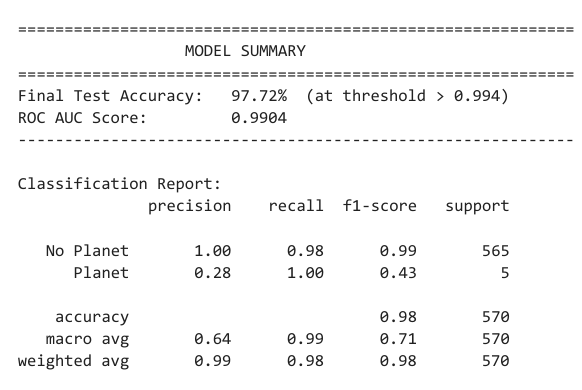 ============================================================
MODEL SUMMARY
============================================================
Final Test Accuracy:   97.72%  (at threshold > 0.994)
ROC AUC Score:         0.9904
------------------------------------------------------------
Classification Report:
              precision    recall  f1-score   support
   No Planet       1.00      0.98      0.99       565
      Planet       0.28      1.00      0.43         5
    accuracy                           0.98       570
   macro avg       0.64      0.99      0.71       570
weighted avg       0.99      0.98      0.98       570